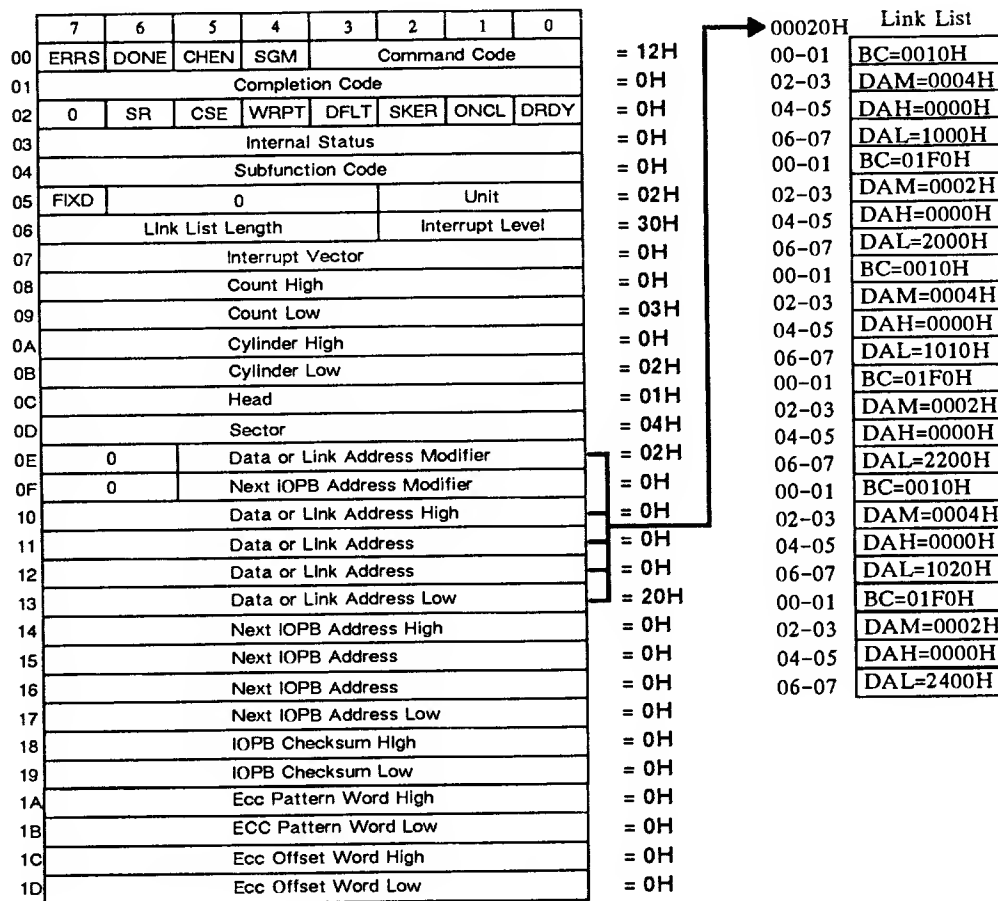 7 6 5 4 3 2 1 0
00 ERRS DONE CHEN SGM Command Code = 12H
01 Completion Code = 0H
02 0 SR CSE WRPT DFLT SKER ONCL DRDY = 0H
03 Internal Status = 0H
04 Subfunction Code = 0H
05 FIXD 0 Unit = 02H
06 LInk List Length Interrupt Level = 30H
07 Interrupt Vector = 0H
08 Count High = 0H
09 Count Low = 03H
0A Cylinder High = 0H
0B Cylinder Low = 02H
0C Head = 01H
0D Sector = 04H
0E 0 Data or Link Address Modifier = 02H
0F 0 Next IOPB Address Modifier = 0H
10 Data or LInk Address High = 0H
11 Data or LInk Address = 0H
12 Data or LInk Address = 0H
13 Data or Link Address Low = 20H
14 Next IOPB Address High = 0H
15 Next IOPB Address = 0H
16 Next IOPB Address = 0H
17 Next IOPB Address Low = 0H
18 IOPB Checksum High = 0H
19 IOPB Checksum Low = 0H
1A Ecc Pattern Word High = 0H
1B ECC Pattern Word Low = 0H
1C Ecc Offset Word High = 0H
1D Ecc Offset Word Low = 0H
00020H Link List
00-01 BC=0010H
02-03 DAM=0004H
04-05 DAH=0000H
06-07 DAL=1000H
00-01 BC=01F0H
02-03 DAM=0002H
04-05 DAH=0000H
06-07 DAL=2000H
00-01 BC=0010H
02-03 DAM=0004H
04-05 DAH=0000H
06-07 DAL=1010H
00-01 BC=01F0H
02-03 DAM=0002H
04-05 DAH=0000H
06-07 DAL=2200H
00-01 BC=0010H
02-03 DAM=0004H
04-05 DAH=0000H
06-07 DAL=1020H
00-01 BC=01F0H
02-03 DAM=0002H
04-05 DAH=0000H
06-07 DAL=2400H